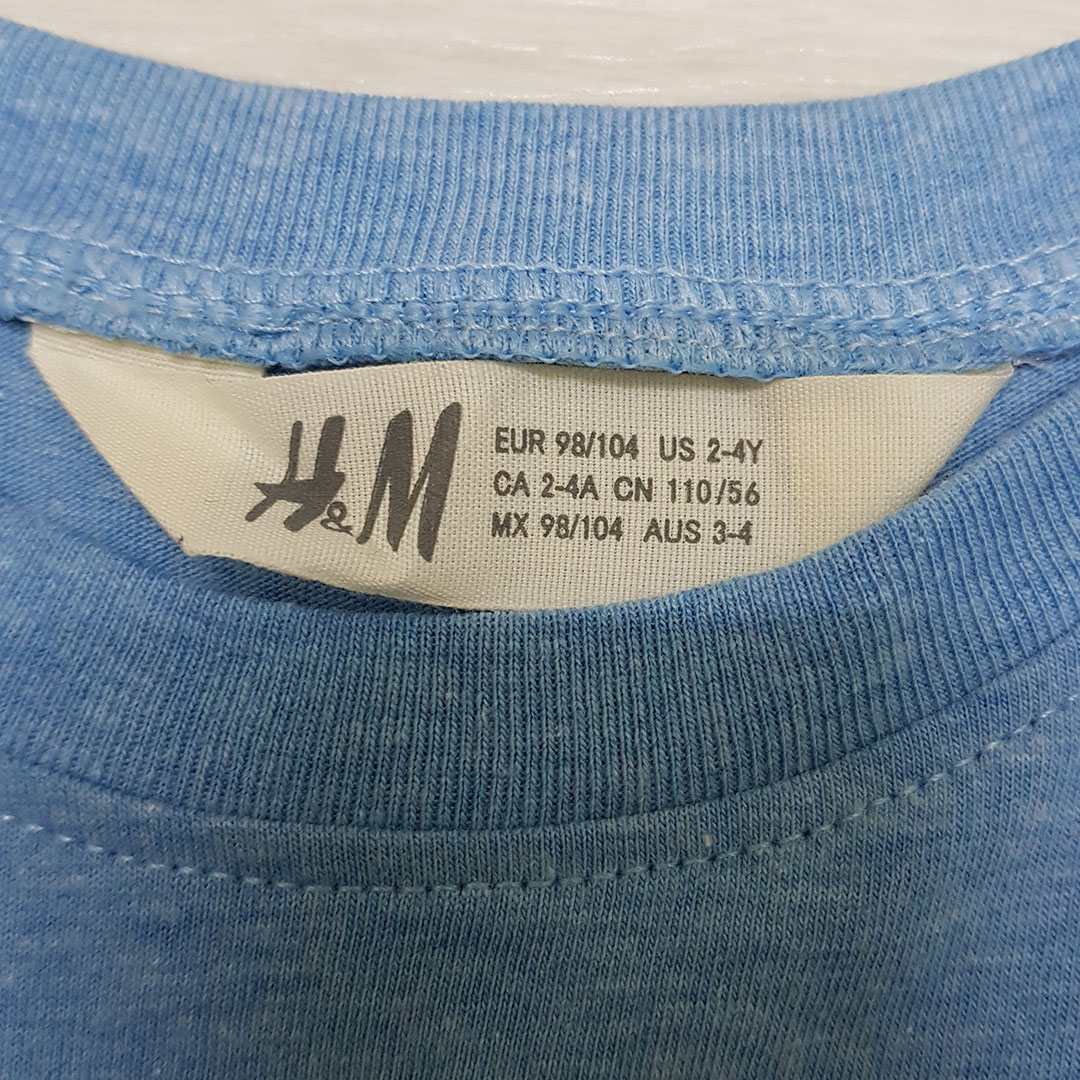 H&M
EUR 98/104 US 2-4Y
CA 2-4A CN 110/56
MX 98/104 AUS 3-4